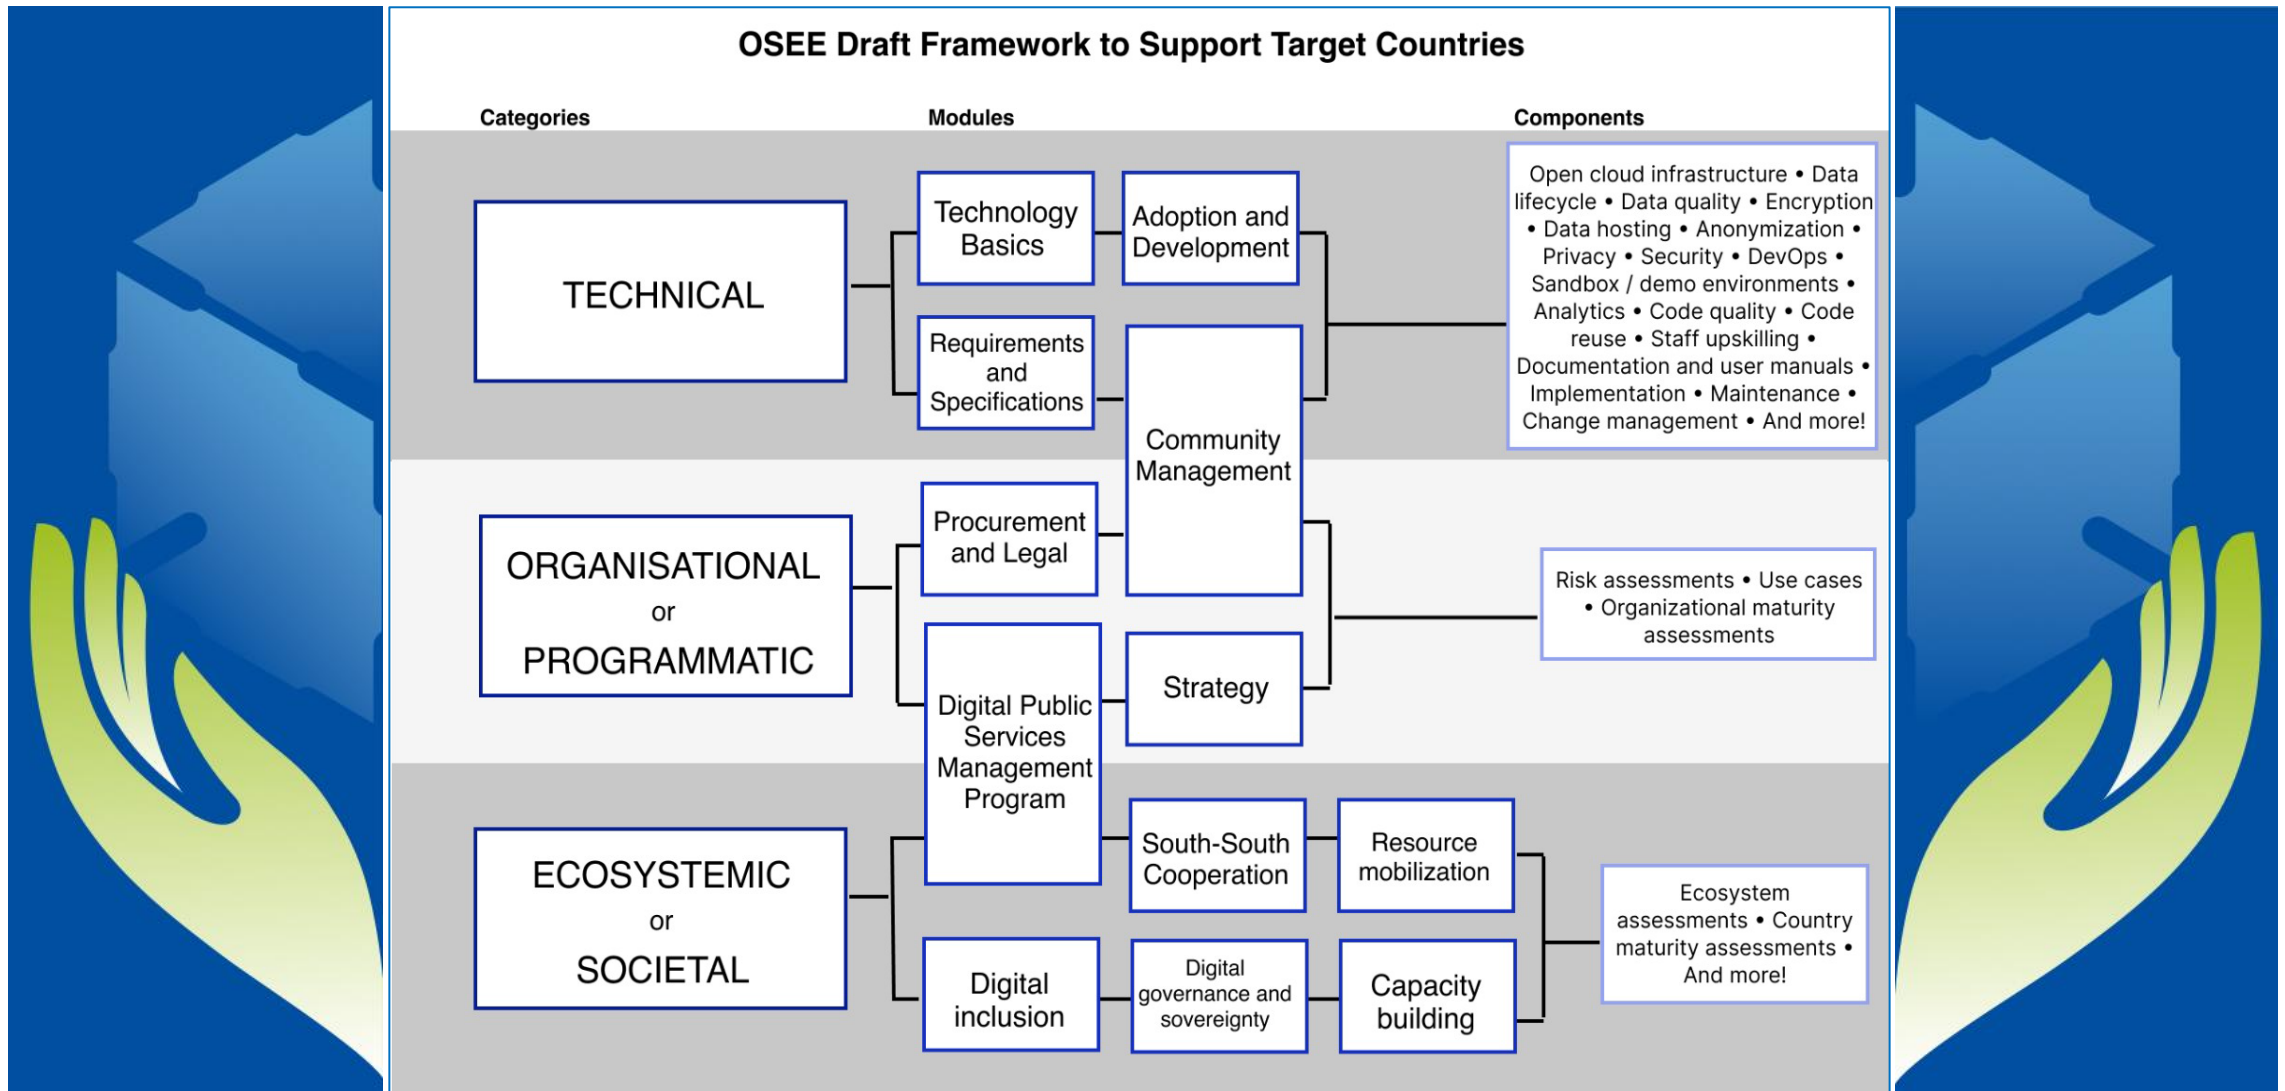 OSEE Draft Framework to Support Target Countries
Categories
Modules
Components
TECHNICAL
Technology
Basics
Adoption and
Development
Requirements
and
Specifications
Community
Management
Open cloud infrastructure • Data
lifecycle • Data quality • Encryption
• Data hosting • Anonymization •
Privacy • Security • DevOps •
Sandbox / demo environments •
Analytics • Code quality • Code
reuse • Staff upskilling •
Documentation and user manuals •
Implementation • Maintenance •
Change management • And more!
ORGANISATIONAL
or
PROGRAMMATIC
Procurement
and Legal
Digital Public
Services
Management
Program
Strategy
Risk assessments • Use cases
• Organizational maturity
assessments
ECOSYSTEMIC
or
SOCIETAL
South-South
Cooperation
Resource
mobilization
Digital
inclusion
Digital
governance and
sovereignty
Capacity
building
Ecosystem
assessments • Country
maturity assessments •
And more!